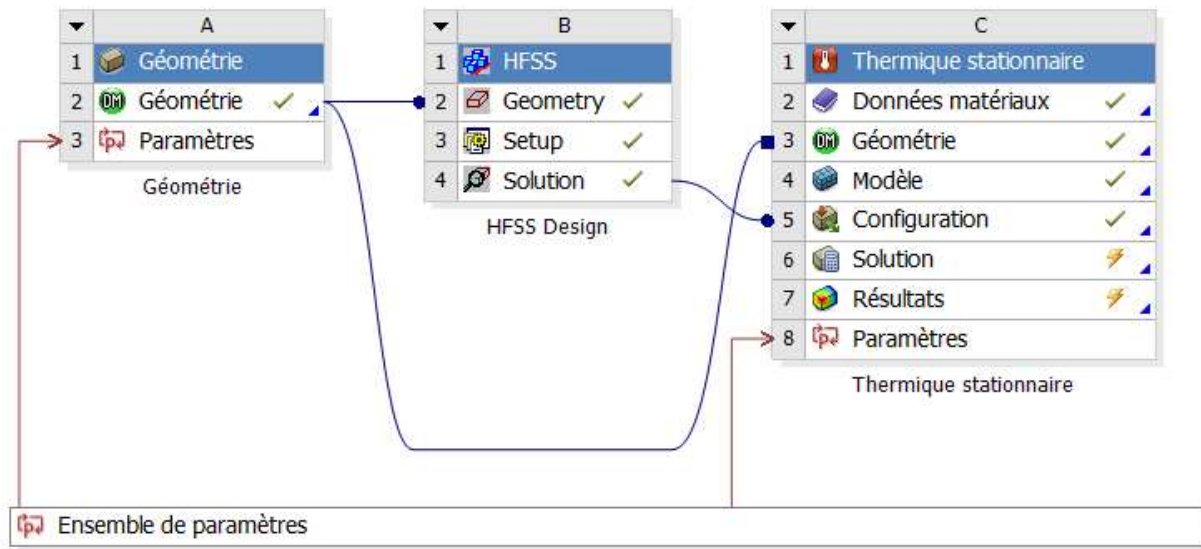 A
1 Géométrie
2 DM Géométrie
3 Paramètres
Géométrie
B
1 HFSS
2 Geometry
3 Setup
4 Solution
HFSS Design
C
1 Thermique stationnaire
2 Données matériaux
3 DM Géométrie
4 Modèle
5 Configuration
6 Solution
7 Résultats
8 Paramètres
Thermique stationnaire
Ensemble de paramètres